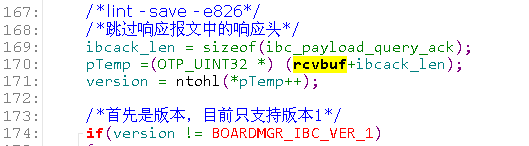 167: /*lint -save -e826*/
168: /*跳过响应报文中的响应头*/
169: ibcack_len = sizeof(ibc_payload_query_ack);
170: pTemp =(OTP_UINT32 *) (rcvbuf+ibcack_len);
171: version = ntohl(*pTemp++);
172:
173: /*首先是版本，目前只支持版本1*/
174: if(version != BOARDMGR_IBC_VER_1)